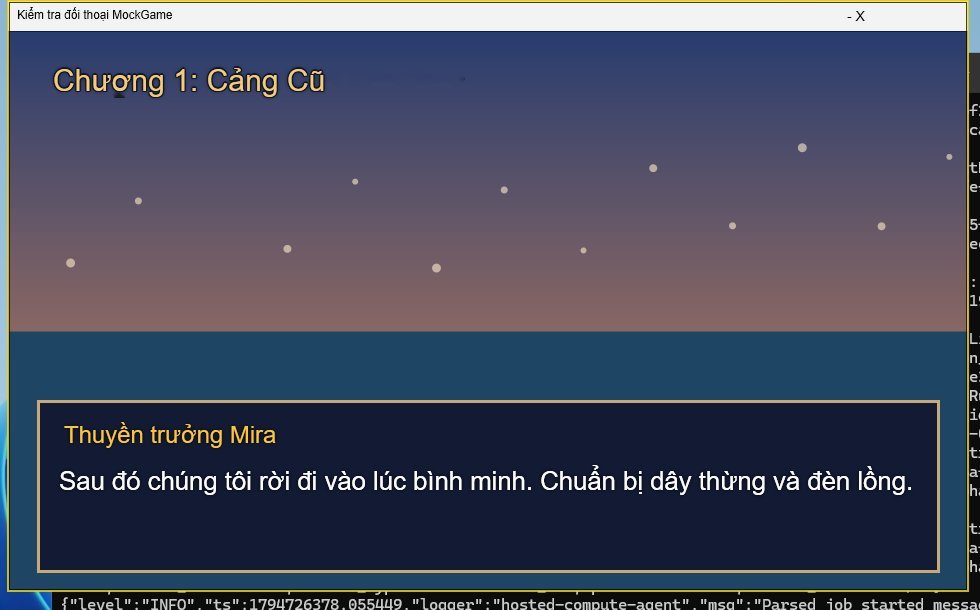 Kiểm tra đối thoại MockGame
- X
Chương 1: Cảng Cũ
Thuyền trưởng Mira
Sau đó chúng tôi rời đi vào lúc bình minh. Chuẩn bị dây thừng và đèn lồng.
{"level":"INFO","ts":1794726378.055449,"logger":"hosted-compute-agent","msg":"Parsed job started mess